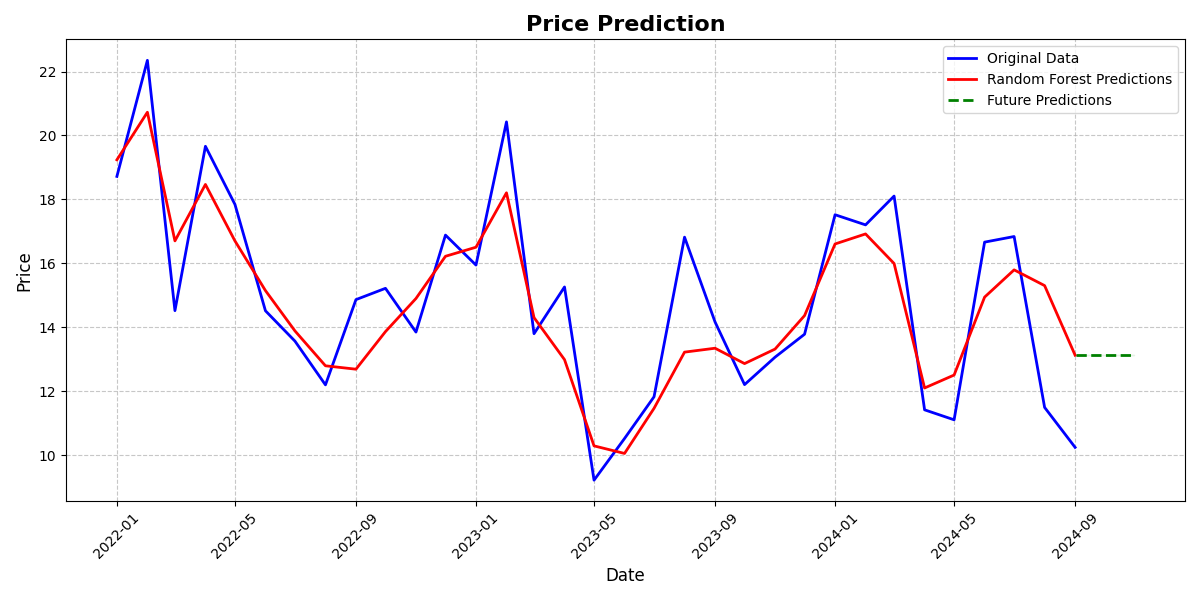 Price Prediction
Original Data
Random Forest Predictions
Future Predictions
Price
22
20
18
16
14
12
10
2022-01
2022-05
2022-09
2023-01
2023-05
2023-09
2024-01
2024-05
2024-09
Date